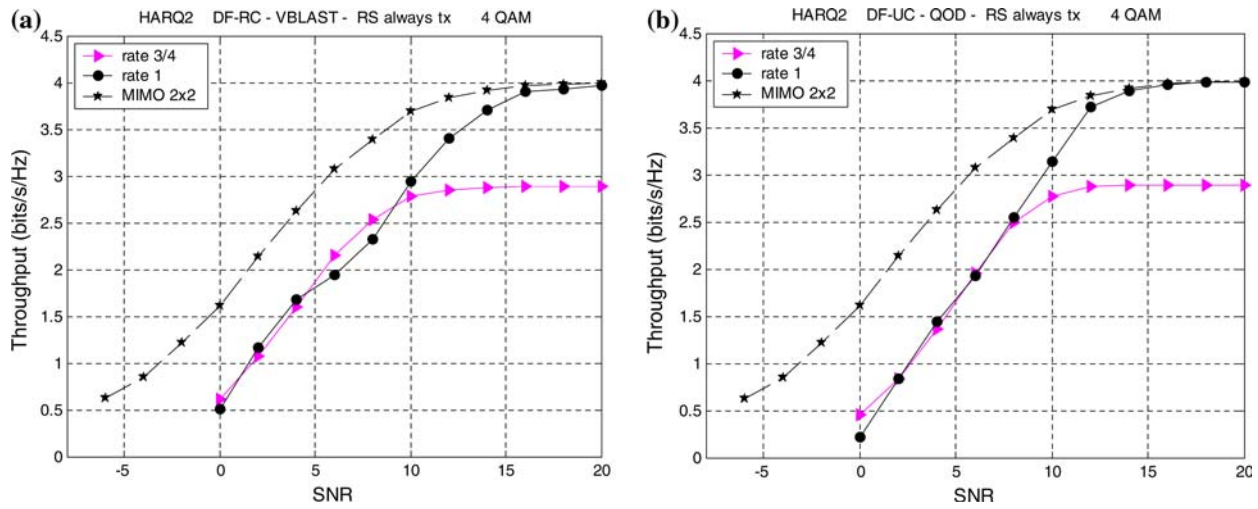 (a)
HARQ2 DF-RC - VBLAST - RS always tx 4 QAM
rate 3/4
rate 1
MIMO 2x2
Throughput (bits/s/Hz)
4.5
4
3.5
3
2.5
2
1.5
1
0.5
0
-5 0 5 10 15 20
SNR
(b)
HARQ2 DF-UC - QOD - RS always tx 4 QAM
rate 3/4
rate 1
MIMO 2x2
Throughput (bits/s/Hz)
4.5
4
3.5
3
2.5
2
1.5
1
0.5
0
-5 0 5 10 15 20
SNR